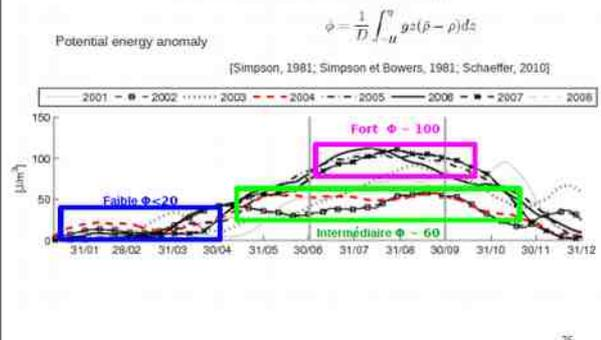 Potential energy anomaly
ϕ = 1/D ∫_{-H}^{η} gz(ρ̄ − ρ)dz
[Simpson, 1981; Simpson et Bowers, 1981; Schaeffer, 2010]
2001 2002 2003 2004 2005 2006 2007 2008
150
100
50
0
[J/m³]
Fort Φ ~ 100
Faible Φ<20
Intermédiaire Φ ~ 60
31/01 28/02 31/03 30/04 31/05 30/06 31/07 31/08 30/09 31/10 30/11 31/12